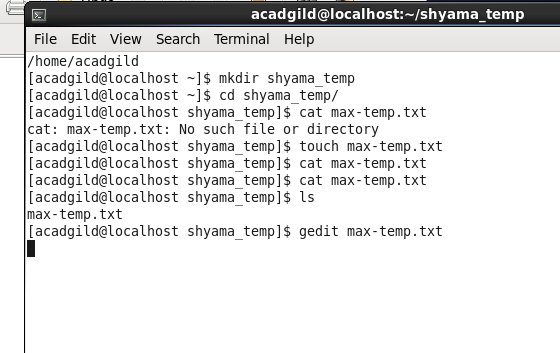 acadgild@localhost:~/shyama_temp
File Edit View Search Terminal Help
/home/acadgild
[acadgild@localhost ~]$ mkdir shyama_temp
[acadgild@localhost ~]$ cd shyama_temp/
[acadgild@localhost shyama_temp]$ cat max-temp.txt
cat: max-temp.txt: No such file or directory
[acadgild@localhost shyama_temp]$ touch max-temp.txt
[acadgild@localhost shyama_temp]$ cat max-temp.txt
[acadgild@localhost shyama_temp]$ cat max-temp.txt
[acadgild@localhost shyama_temp]$ ls
max-temp.txt
[acadgild@localhost shyama_temp]$ gedit max-temp.txt